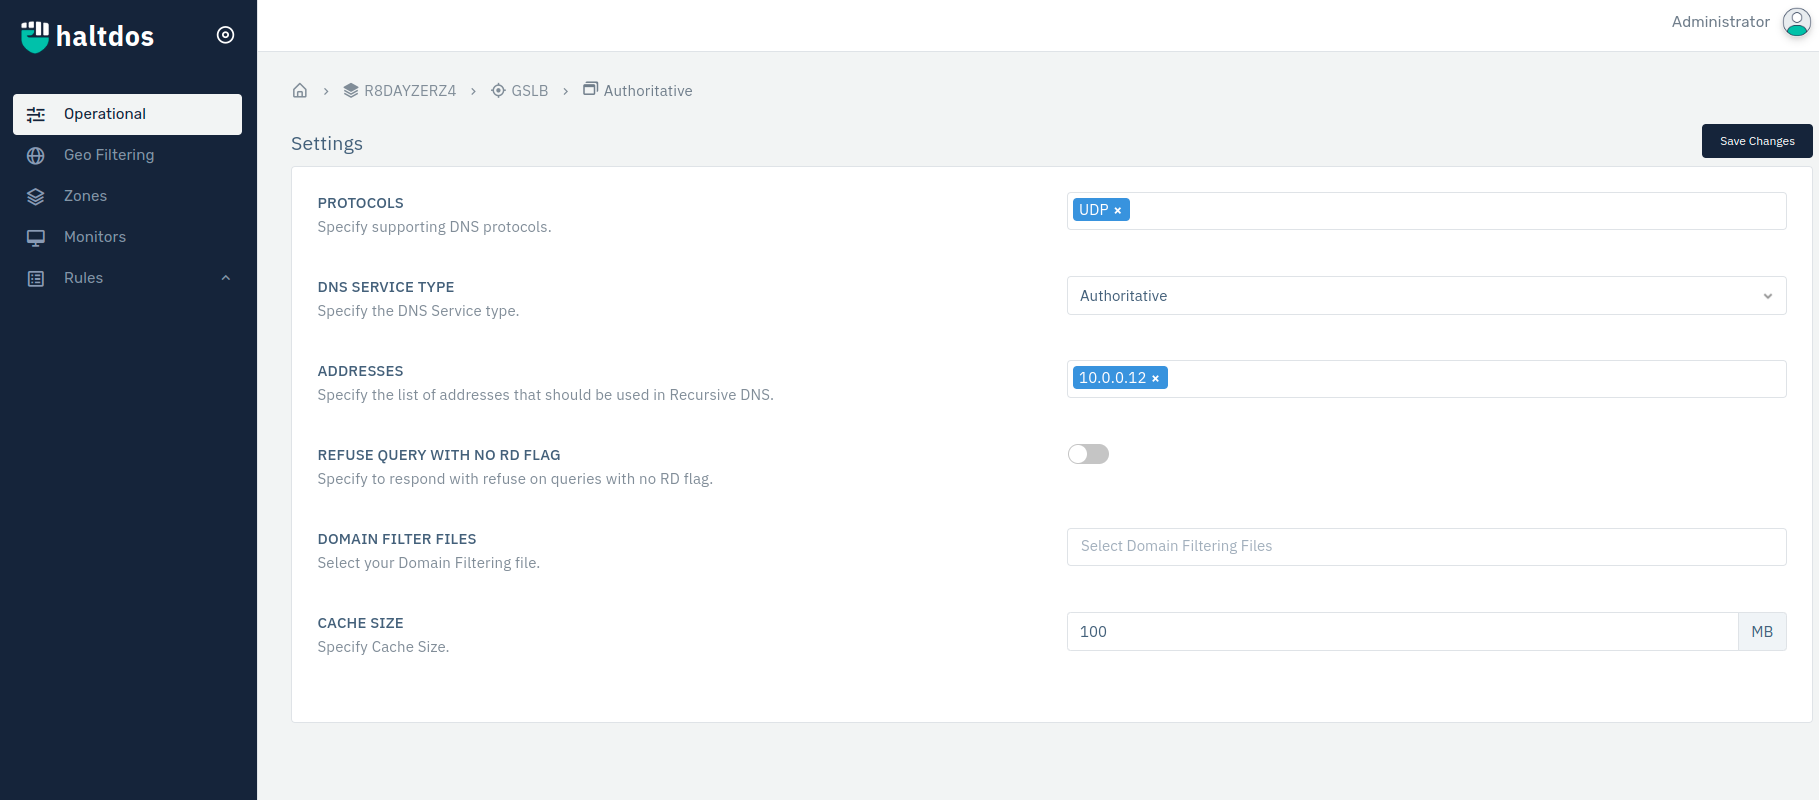 haltdos
Administrator
Operational
Geo Filtering
Zones
Monitors
Rules
R8DAYZERZ4 > GSLB > Authoritative
Settings
Save Changes
PROTOCOLS
Specify supporting DNS protocols.
UDP ×
DNS SERVICE TYPE
Specify the DNS Service type.
Authoritative
ADDRESSES
Specify the list of addresses that should be used in Recursive DNS.
10.0.0.12 ×
REFUSE QUERY WITH NO RD FLAG
Specify to respond with refuse on queries with no RD flag.
DOMAIN FILTER FILES
Select your Domain Filtering file.
Select Domain Filtering Files
CACHE SIZE
Specify Cache Size.
100 MB